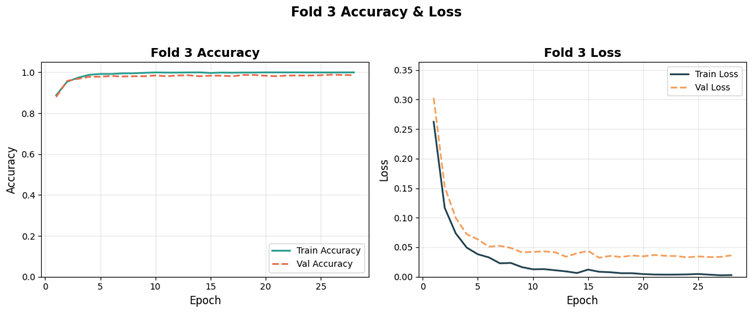 Fold 3 Accuracy & Loss
Fold 3 Accuracy
1.0
0.8
0.6
0.4
0.2
0.0
Accuracy
0
5
10
15
20
25
Epoch
Train Accuracy
Val Accuracy
Fold 3 Loss
0.35
0.30
0.25
0.20
0.15
0.10
0.05
0.00
Loss
0
5
10
15
20
25
Epoch
Train Loss
Val Loss